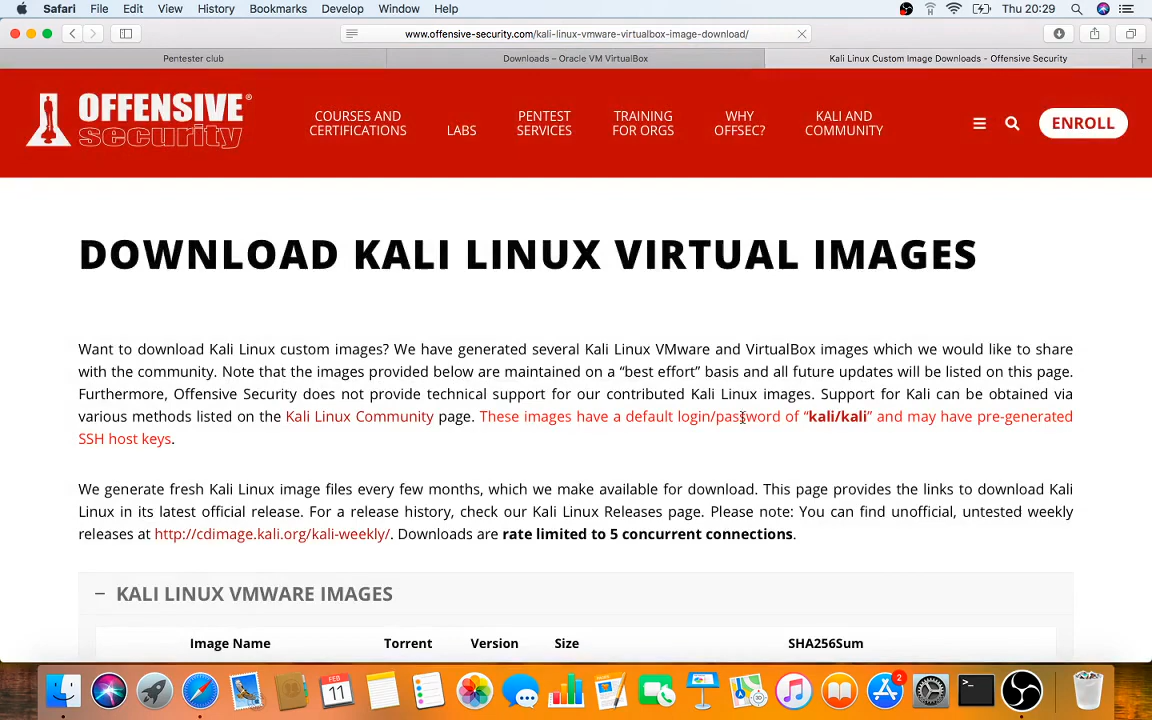 Safari File Edit View History Bookmarks Develop Window Help Thu 20:29
www.offensive-security.com/kali-linux-vmware-virtualbox-image-download/
Pentester club Downloads – Oracle VM VirtualBox Kali Linux Custom Image Downloads - Offensive Security
OFFENSIVE®
security
COURSES AND
CERTIFICATIONS
LABS
PENTEST
SERVICES
TRAINING
FOR ORGS
WHY
OFFSEC?
KALI AND
COMMUNITY
ENROLL
DOWNLOAD KALI LINUX VIRTUAL IMAGES
Want to download Kali Linux custom images? We have generated several Kali Linux VMware and VirtualBox images which we would like to share
with the community. Note that the images provided below are maintained on a “best effort” basis and all future updates will be listed on this page.
Furthermore, Offensive Security does not provide technical support for our contributed Kali Linux images. Support for Kali can be obtained via
various methods listed on the Kali Linux Community page. These images have a default login/password of “kali/kali” and may have pre-generated
SSH host keys.
We generate fresh Kali Linux image files every few months, which we make available for download. This page provides the links to download Kali
Linux in its latest official release. For a release history, check our Kali Linux Releases page. Please note: You can find unofficial, untested weekly
releases at http://cdimage.kali.org/kali-weekly/. Downloads are rate limited to 5 concurrent connections.
− KALI LINUX VMWARE IMAGES
Image Name Torrent Version Size SHA256Sum
FEB
11
2